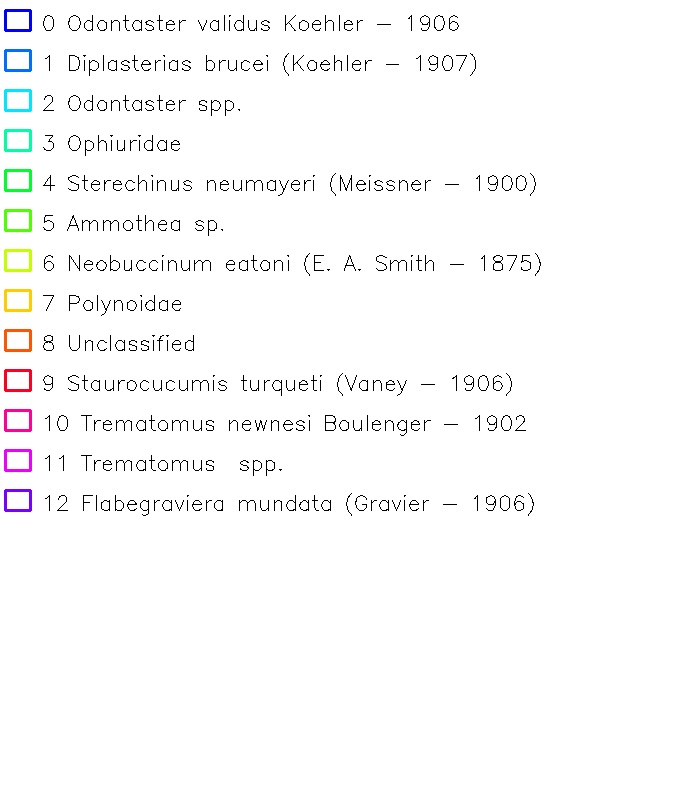 0 Odontaster validus Koehler - 1906
1 Diplasterias brucei (Koehler - 1907)
2 Odontaster spp.
3 Ophiuridae
4 Sterechinus neumayeri (Meissner - 1900)
5 Ammothea sp.
6 Neobuccinum eatoni (E. A. Smith - 1875)
7 Polynoidae
8 Unclassified
9 Staurocucumis turqueti (Vaney - 1906)
10 Trematomus newnesi Boulenger - 1902
11 Trematomus  spp.
12 Flabegraviera mundata (Gravier - 1906)